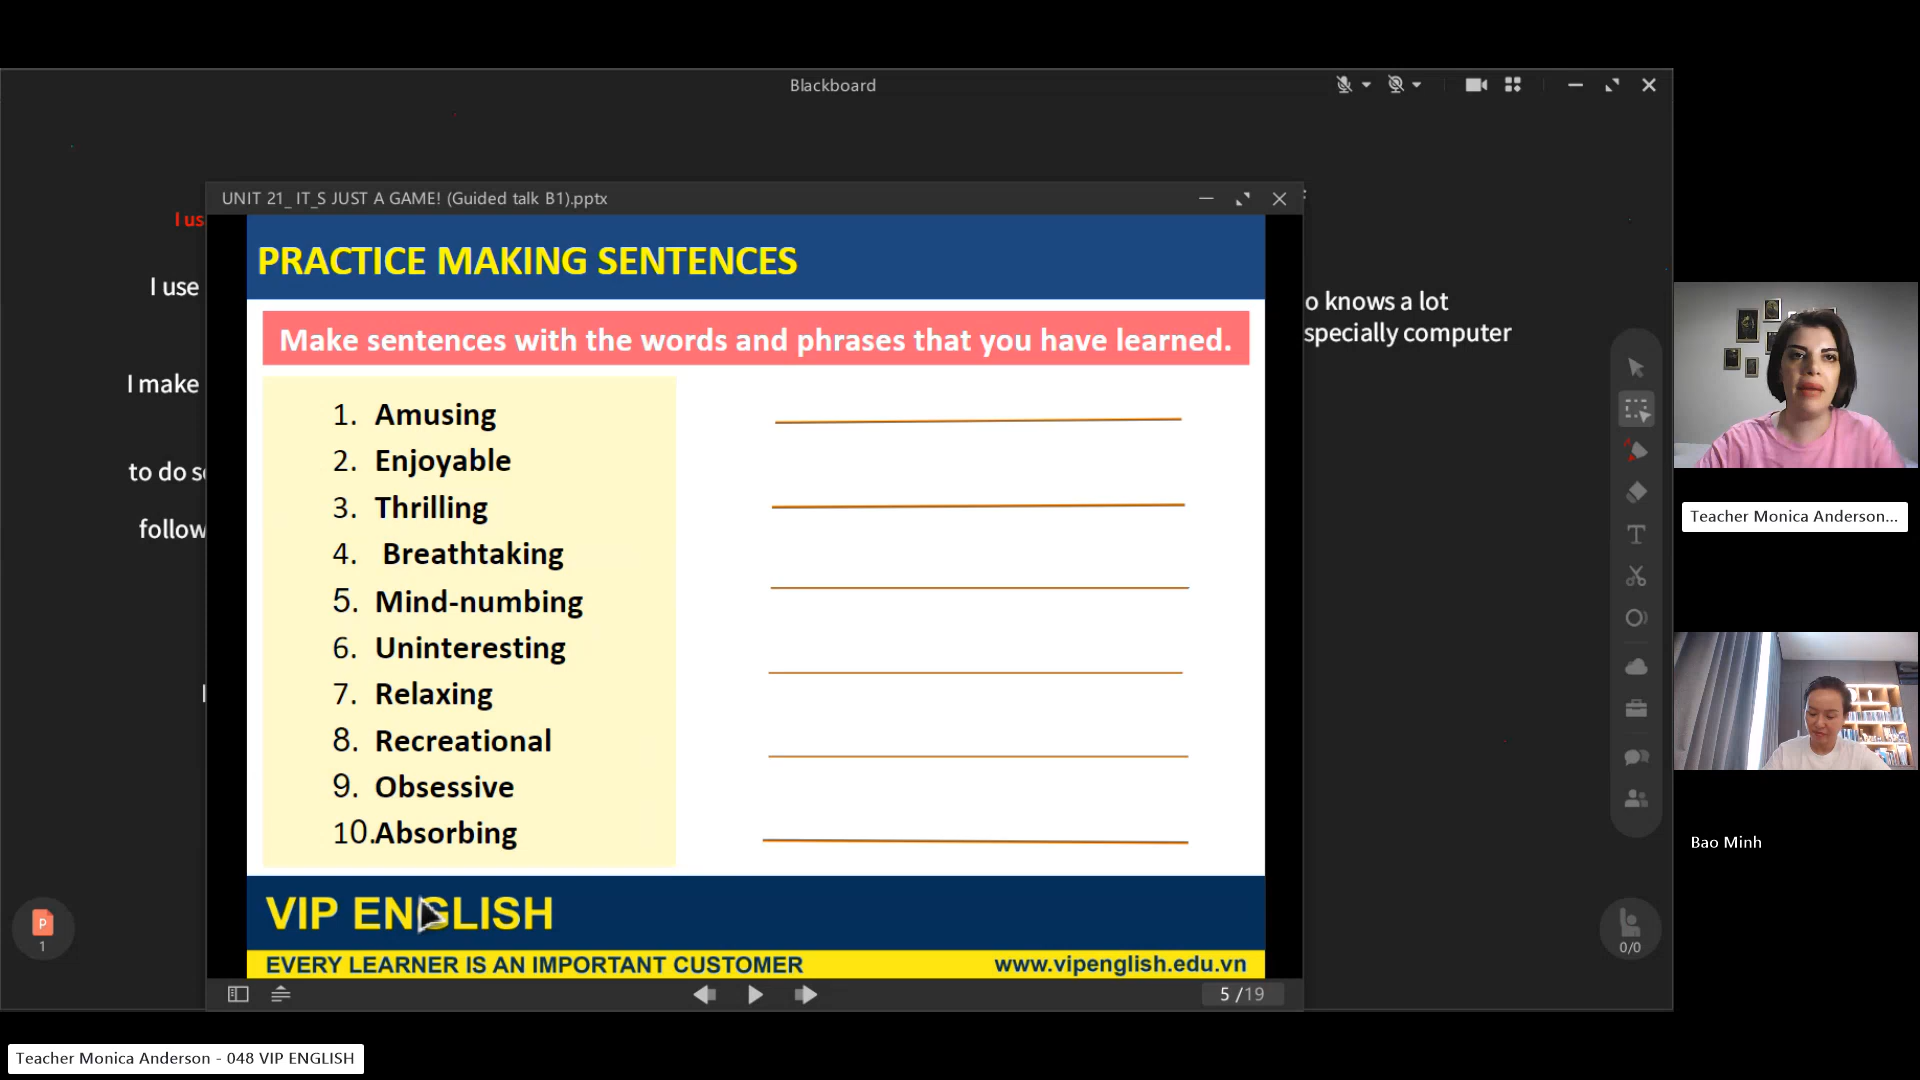 Blackboard
UNIT 21_ IT_S JUST A GAME! (Guided talk B1).pptx
I us
I use
I make
to do s
follow
o knows a lot
specially computer
PRACTICE MAKING SENTENCES
Make sentences with the words and phrases that you have learned.
1. Amusing
2. Enjoyable
3. Thrilling
4. Breathtaking
5. Mind-numbing
6. Uninteresting
7. Relaxing
8. Recreational
9. Obsessive
10.Absorbing
VIP ENGLISH
EVERY LEARNER IS AN IMPORTANT CUSTOMER
www.vipenglish.edu.vn
5 /19
P
1
0/0
Teacher Monica Anderson...
Bao Minh
Teacher Monica Anderson - 048 VIP ENGLISH